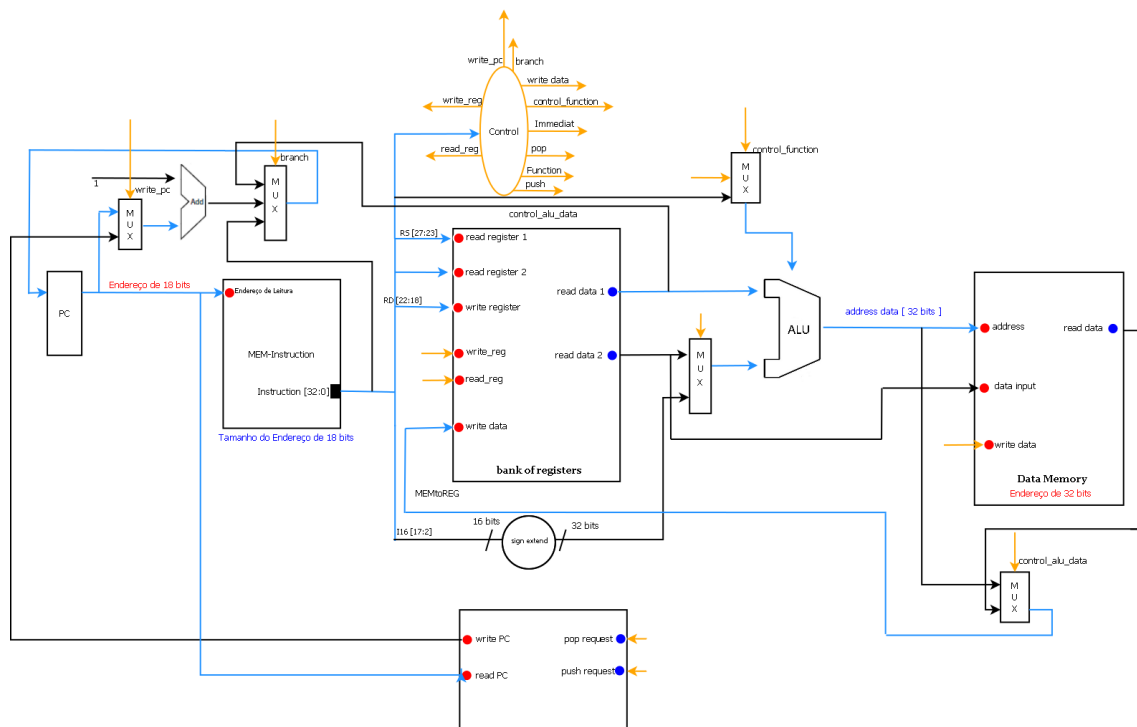 write_pc
branch
write data
write_reg
control_function
Control
Immediat
read_reg
pop
Function
push
control_function
MUX
branch
1
write_pc
Add
MUX
MUX
control_alu_data
RS [27:23]
read register 1
read register 2
RD [22:18]
write register
read data 1
read data 2
write_reg
read_reg
write data
bank of registers
MEMtoREG
PC
Endereço de 18 bits
Endereço de Leitura
MEM-Instruction
Instruction [32:0]
Tamanho do Endereço de 18 bits
MUX
ALU
address data [ 32 bits ]
address
read data
data input
write data
Data Memory
Endereço de 32 bits
I16 [17:2]
16 bits
sign extend
32 bits
control_alu_data
MUX
write PC
pop request
push request
read PC